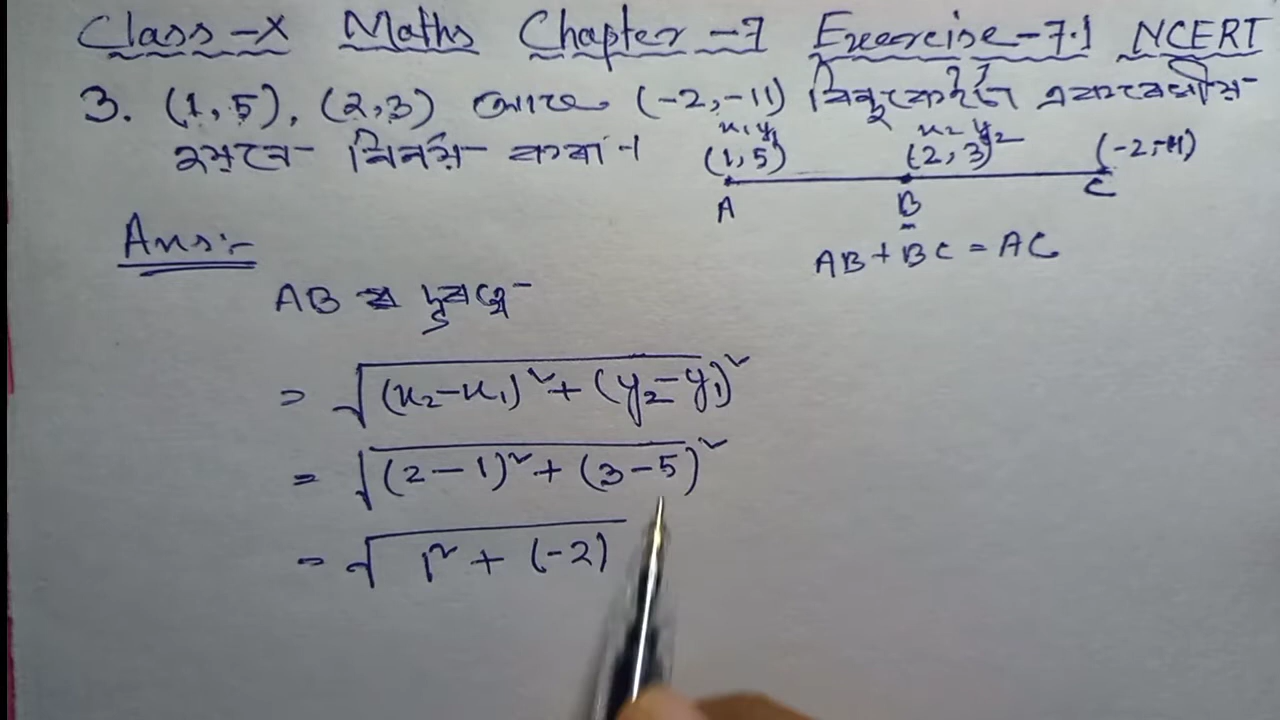 Class-X Maths Chapter-7 Exercise-7.1 NCERT
3. (1,5), (2,3) আৰু (-2,-11) বিন্দুকেইটা একৰেখীয়
হয়নে নিৰ্ণয় কৰা।
x₁ y₁ x₂ y₂
(1,5) (2,3) (-2,-11)
A B C
AB + BC = AC
Ans:-
AB ৰ দূৰত্ব
= √(x₂-x₁)² + (y₂-y₁)²
= √(2-1)² + (3-5)²
= √1² + (-2)